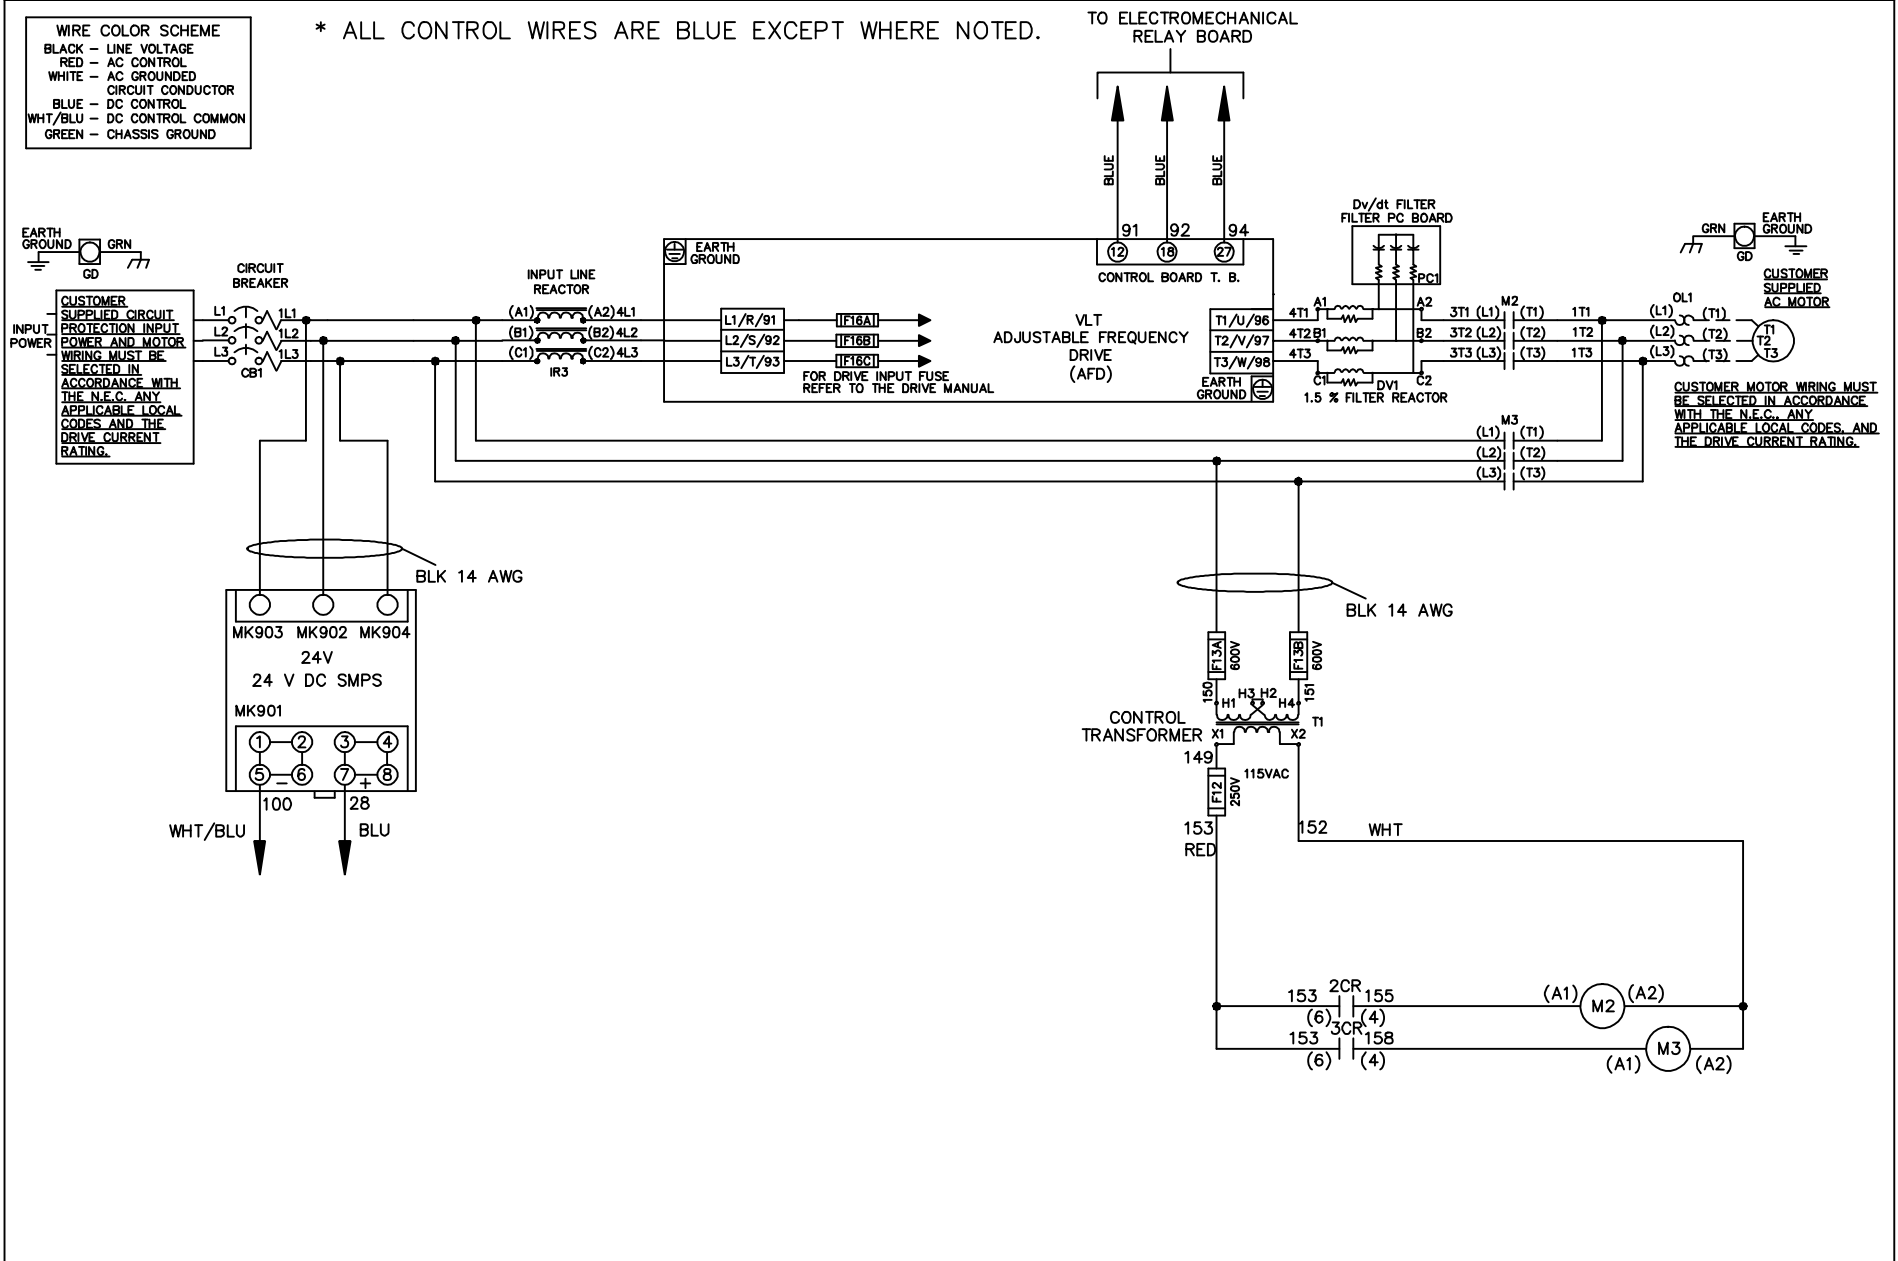 WIRE COLOR SCHEME
BLACK – LINE VOLTAGE
RED – AC CONTROL
WHITE – AC GROUNDED
CIRCUIT CONDUCTOR
BLUE – DC CONTROL
WHT/BLU – DC CONTROL COMMON
GREEN – CHASSIS GROUND
* ALL CONTROL WIRES ARE BLUE EXCEPT WHERE NOTED.
TO ELECTROMECHANICAL
RELAY BOARD
BLUE
BLUE
BLUE
91 92 94
12 18 27
CONTROL BOARD T. B.
EARTH
GROUND
GRN
GD
INPUT
POWER
CUSTOMER
SUPPLIED CIRCUIT
PROTECTION INPUT
POWER AND MOTOR
WIRING MUST BE
SELECTED IN
ACCORDANCE WITH
THE N.E.C. ANY
APPLICABLE LOCAL
CODES AND THE
DRIVE CURRENT
RATING.
CIRCUIT
BREAKER
L1 1L1
L2 1L2
L3 1L3
CB1
INPUT LINE
REACTOR
(A1) (A2) 4L1
(B1) (B2) 4L2
(C1) (C2) 4L3
IR3
EARTH
GROUND
L1/R/91
L2/S/92
L3/T/93
F16A
F16B
F16C
FOR DRIVE INPUT FUSE
REFER TO THE DRIVE MANUAL
VLT
ADJUSTABLE FREQUENCY
DRIVE
(AFD)
T1/U/96
T2/V/97
T3/W/98
EARTH
GROUND
Dv/dt FILTER
FILTER PC BOARD
PC1
4T1 A1 A2
4T2 B1 B2
4T3
C1 C2
DV1
1.5 % FILTER REACTOR
M2
3T1 (L1) (T1) 1T1
3T2 (L2) (T2) 1T2
3T3 (L3) (T3) 1T3
M3
(L1) (T1)
(L2) (T2)
(L3) (T3)
GRN
EARTH
GROUND
GD
CUSTOMER
SUPPLIED
AC MOTOR
OL1
(L1) (T1)
(L2) (T2)
(L3) (T3)
T1
T2
T3
CUSTOMER MOTOR WIRING MUST
BE SELECTED IN ACCORDANCE
WITH THE N.E.C., ANY
APPLICABLE LOCAL CODES, AND
THE DRIVE CURRENT RATING.
BLK 14 AWG
MK903 MK902 MK904
24V
24 V DC SMPS
MK901
1 2 3 4
5 – 6 7 + 8
100 28
WHT/BLU BLU
BLK 14 AWG
F13A 600V
F13B 600V
150 151
H1 H3 H2 H4
T1
CONTROL
TRANSFORMER
X1 X2
149
115VAC
F12 250V
153
RED
152 WHT
2CR
153 155
(6) (4)
(A1) M2 (A2)
3CR
153 158
(6) (4)
(A1) M3 (A2)